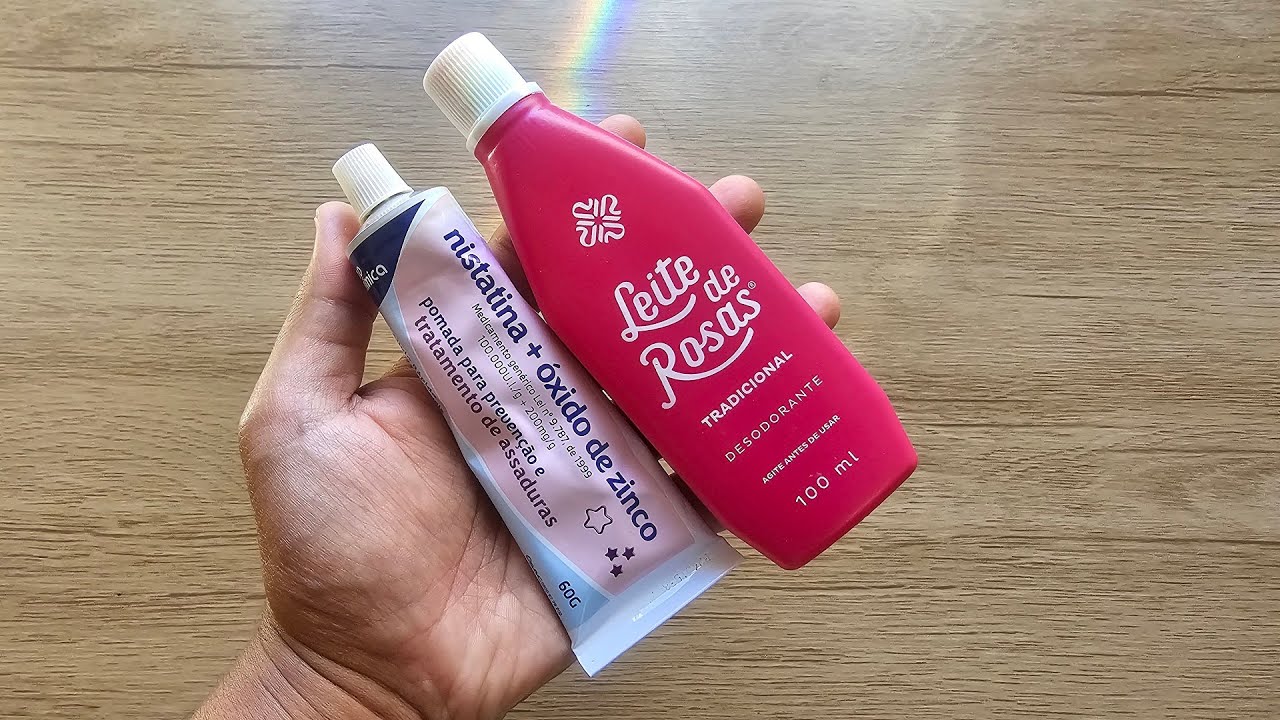 nistatina + óxido de zinco
Medicamento genérico Lei nº 9.787, de 1999
100.000U.I./g + 200mg/g
pomada para prevenção e
tratamento de assaduras
60G
Leite
de
Rosas®
TRADICIONAL
DESODORANTE
AGITE ANTES DE USAR
100 ml